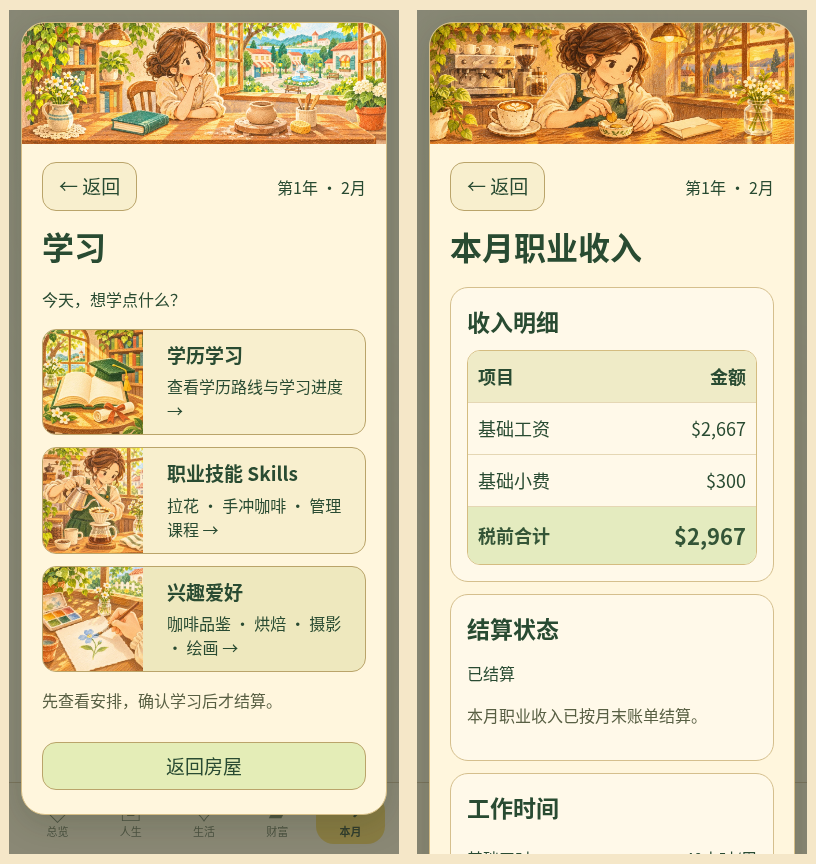 ← 返回
第1年 · 2月
学习
今天，想学点什么？
学历学习
查看学历路线与学习进度
→
职业技能 Skills
拉花 · 手冲咖啡 · 管理
课程 →
兴趣爱好
咖啡品鉴 · 烘焙 · 摄影
· 绘画 →
先查看安排，确认学习后才结算。
返回房屋
总览
人生
生活
财富
本月
← 返回
第1年 · 2月
本月职业收入
收入明细
项目 金额
基础工资 $2,667
基础小费 $300
税前合计 $2,967
结算状态
已结算
本月职业收入已按月末账单结算。
工作时间